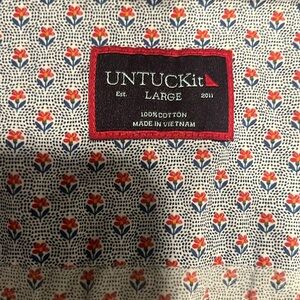 UNTUCKit
Est. LARGE 2011
100% COTTON
MADE IN VIETNAM